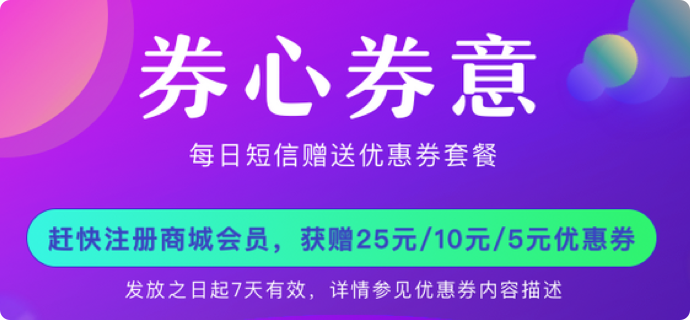 券心券意
每日短信赠送优惠券套餐
赶快注册商城会员，获赠25元/10元/5元优惠券
发放之日起7天有效，详情参见优惠券内容描述